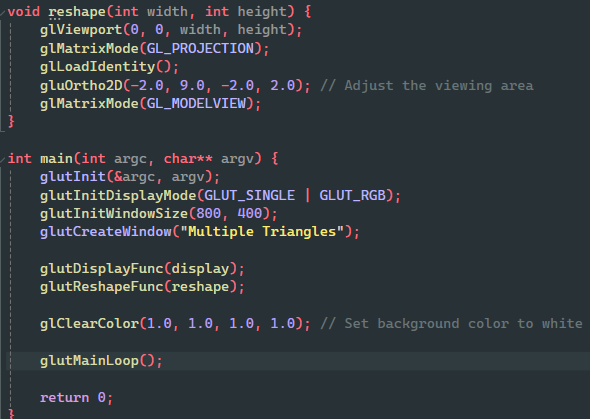 void reshape(int width, int height) {
    glViewport(0, 0, width, height);
    glMatrixMode(GL_PROJECTION);
    glLoadIdentity();
    gluOrtho2D(-2.0, 9.0, -2.0, 2.0); // Adjust the viewing area
    glMatrixMode(GL_MODELVIEW);
}

int main(int argc, char** argv) {
    glutInit(&argc, argv);
    glutInitDisplayMode(GLUT_SINGLE | GLUT_RGB);
    glutInitWindowSize(800, 400);
    glutCreateWindow("Multiple Triangles");

    glutDisplayFunc(display);
    glutReshapeFunc(reshape);

    glClearColor(1.0, 1.0, 1.0, 1.0); // Set background color to white

    glutMainLoop();

    return 0;
}